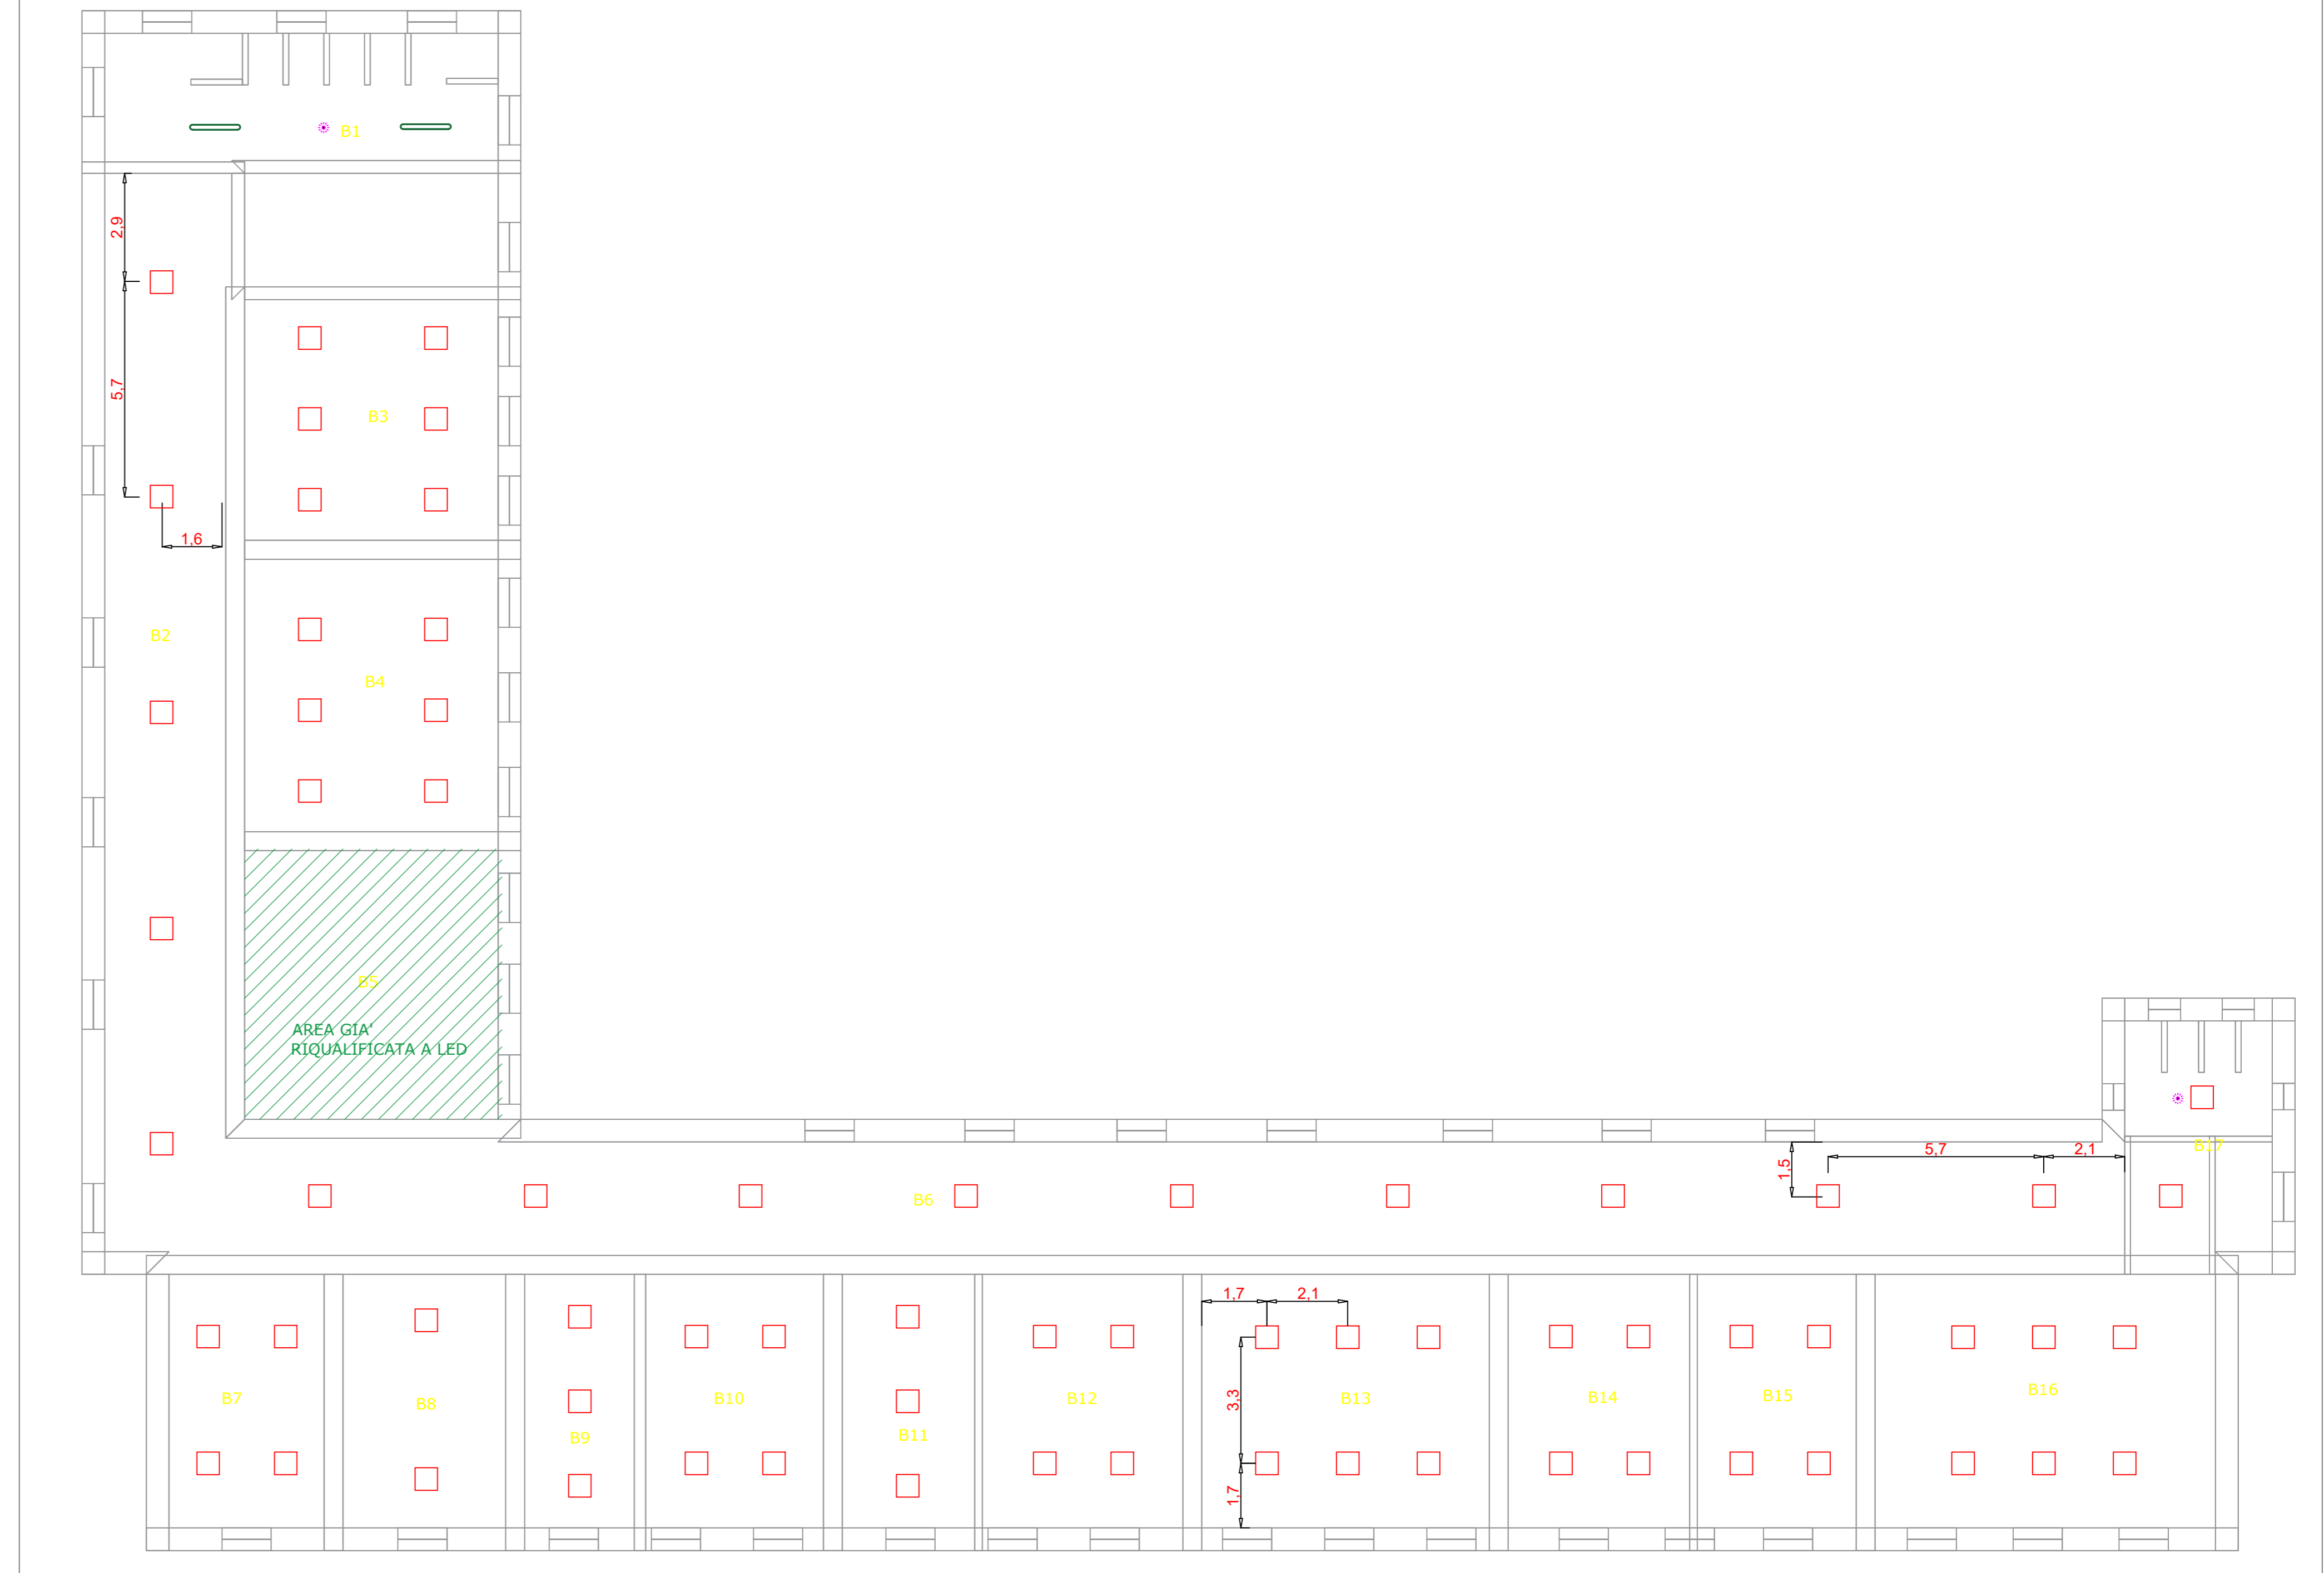 B1
2,9
5,7
B3
1,6
B2
B4
B5
AREA GIA'
RIQUALIFICATA A LED
B17
5,7
2,1
1,5
B6
1,7
2,1
3,3
1,7
B7
B8
B9
B10
B11
B12
B13
B14
B15
B16